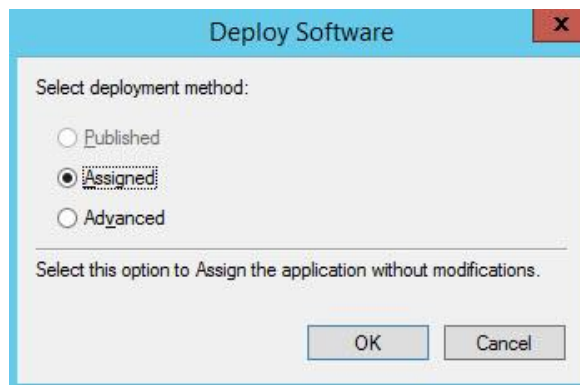 Deploy Software
x
Select deployment method:
Published
Assigned
Advanced
Select this option to Assign the application without modifications.
OK Cancel